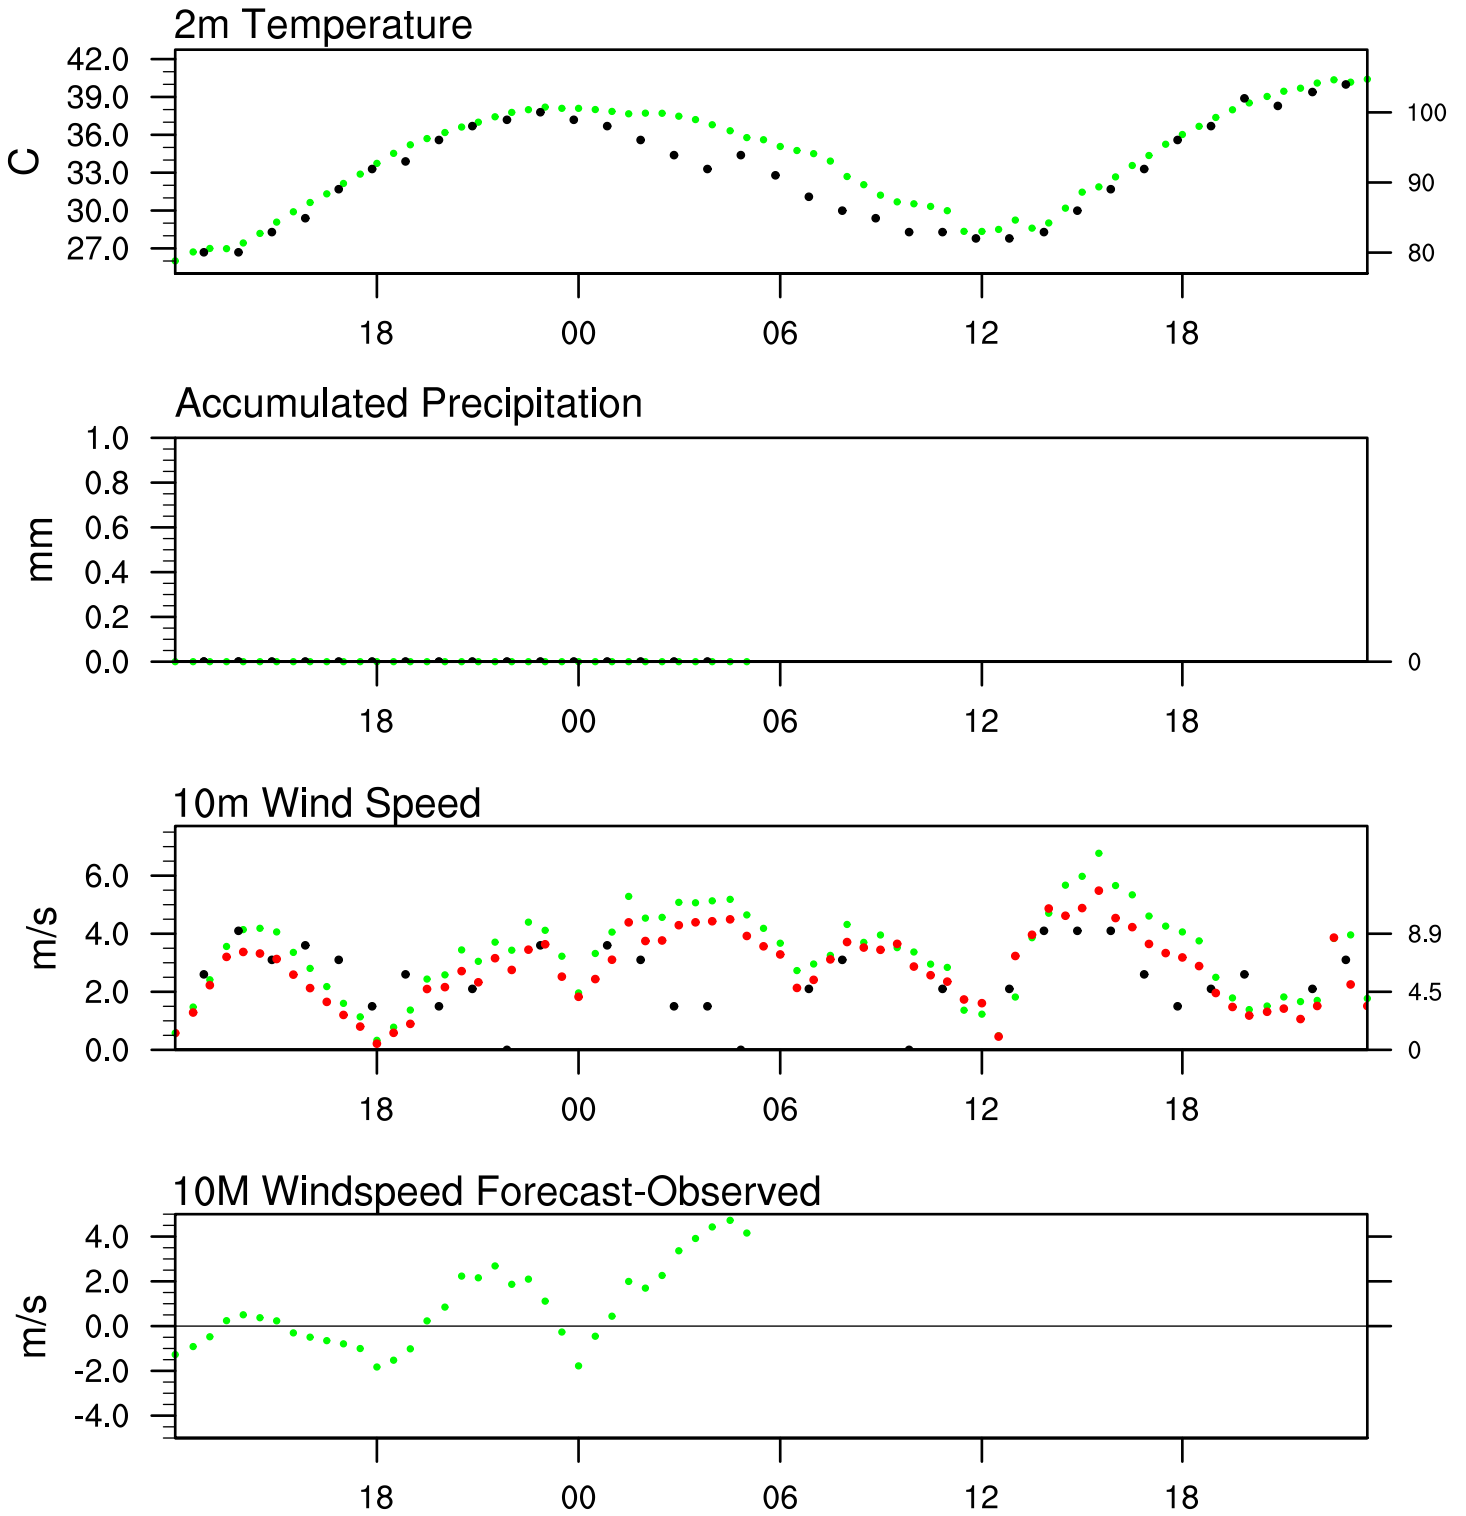 2m Temperature
42.0
39.0
36.0
33.0
30.0
27.0
C
100
90
80
18 00 06 12 18
Accumulated Precipitation
1.0
0.8
0.6
0.4
0.2
0.0
mm
0
18 00 06 12 18
10m Wind Speed
6.0
4.0
2.0
0.0
m/s
8.9
4.5
0
18 00 06 12 18
10M Windspeed Forecast-Observed
4.0
2.0
0.0
-2.0
-4.0
m/s
18 00 06 12 18